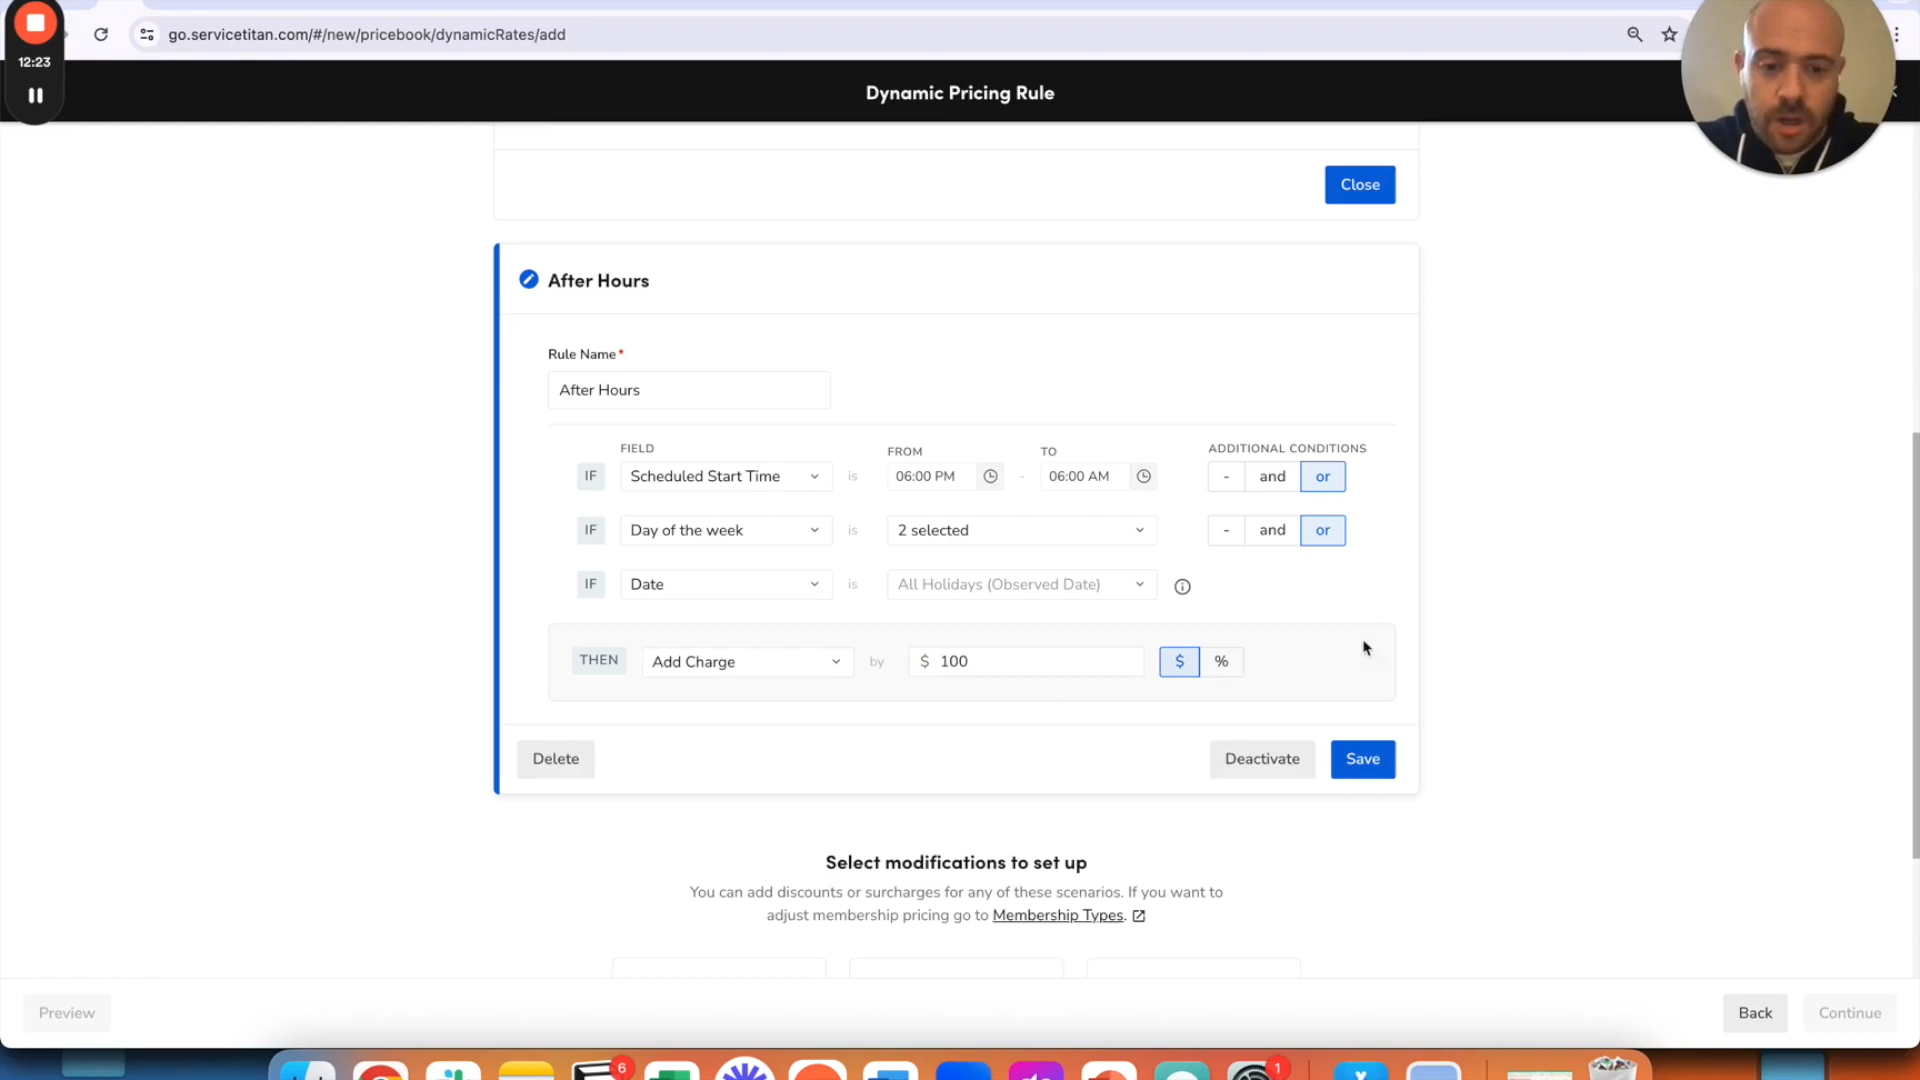 go.servicetitan.com/#/new/pricebook/dynamicRates/add
12:23
Dynamic Pricing Rule
Close
After Hours
Rule Name*
After Hours
FIELD FROM TO ADDITIONAL CONDITIONS
IF Scheduled Start Time is 06:00 PM - 06:00 AM - and or
IF Day of the week is 2 selected - and or
IF Date is All Holidays (Observed Date)
THEN Add Charge by $ 100 $ %
Delete Deactivate Save
Select modifications to set up
You can add discounts or surcharges for any of these scenarios. If you want to
adjust membership pricing go to Membership Types.
Preview Back Continue
6 1